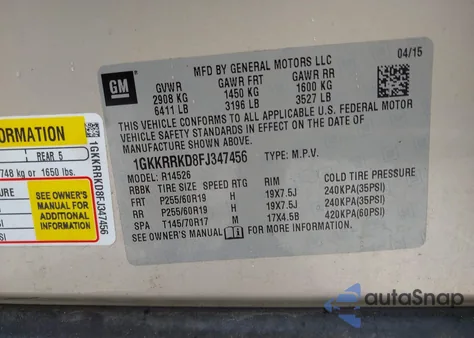 MFD BY GENERAL MOTORS LLC
04/15
GM
GVWR GAWR FRT GAWR RR
2908 KG 1450 KG 1600 KG
6411 LB 3196 LB 3527 LB
THIS VEHICLE CONFORMS TO ALL APPLICABLE U.S. FEDERAL MOTOR
VEHICLE SAFETY STANDARDS IN EFFECT ON THE DATE OF
MANUFACTURE SHOWN ABOVE.
1GKKRRKD8FJ347456 TYPE: M.P.V.
MODEL: R14526
RBBK TIRE SIZE SPEED RTG RIM COLD TIRE PRESSURE
FRT P255/60R19 H 19X7.5J 240KPA(35PSI)
RR P255/60R19 H 19X7.5J 240KPA(35PSI)
SPA T145/70R17 M 17X4.5B 420KPA(60PSI)
SEE OWNER'S MANUAL FOR MORE INFORMATION.
FORMATION
REAR 5
748 kg or 1650 lbs.
SEE OWNER'S
MANUAL FOR
ADDITIONAL
INFORMATION
1GKKRRKD8FJ347456
autoSnap